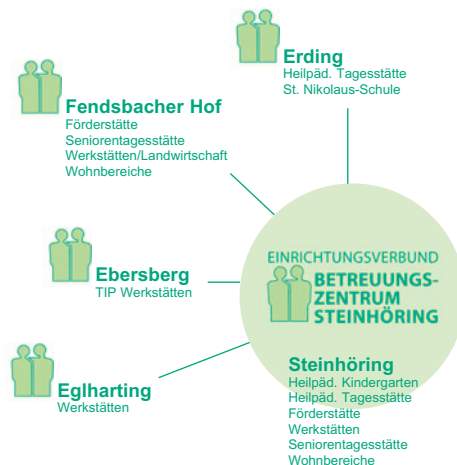 Erding
Heilpäd. Tagesstätte
St. Nikolaus-Schule
Fendsbacher Hof
Förderstätte
Seniorentagesstätte
Werkstätten/Landwirtschaft
Wohnbereiche
Ebersberg
TIP Werkstätten
Eglharting
Werkstätten
EINRICHTUNGSVERBUND
BETREUUNGS-
ZENTRUM
STEINHÖRING
Steinhöring
Heilpäd. Kindergarten
Heilpäd. Tagesstätte
Förderstätte
Werkstätten
Seniorentagesstätte
Wohnbereiche